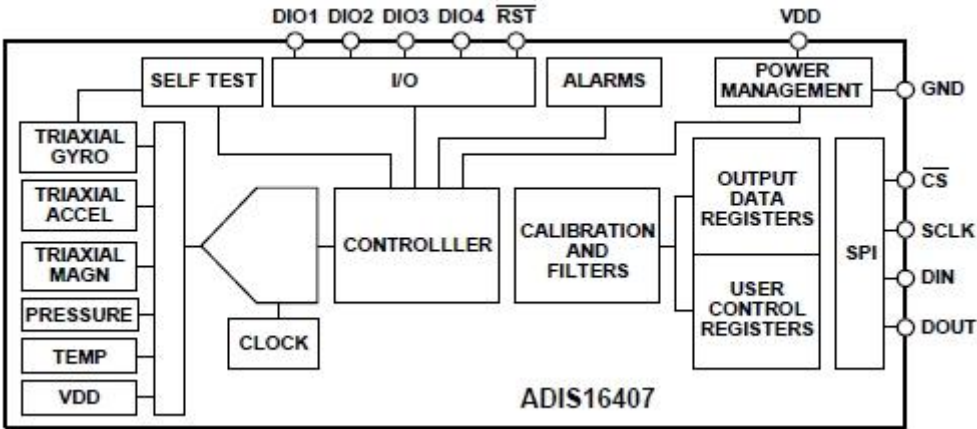 DIO1 DIO2 DIO3 DIO4 RST VDD
SELF TEST
I/O
ALARMS
POWER
MANAGEMENT
GND
TRIAXIAL
GYRO
TRIAXIAL
ACCEL
TRIAXIAL
MAGN
PRESSURE
TEMP
VDD
CLOCK
CONTROLLLER
CALIBRATION
AND
FILTERS
OUTPUT
DATA
REGISTERS
USER
CONTROL
REGISTERS
SPI
CS
SCLK
DIN
DOUT
ADIS16407